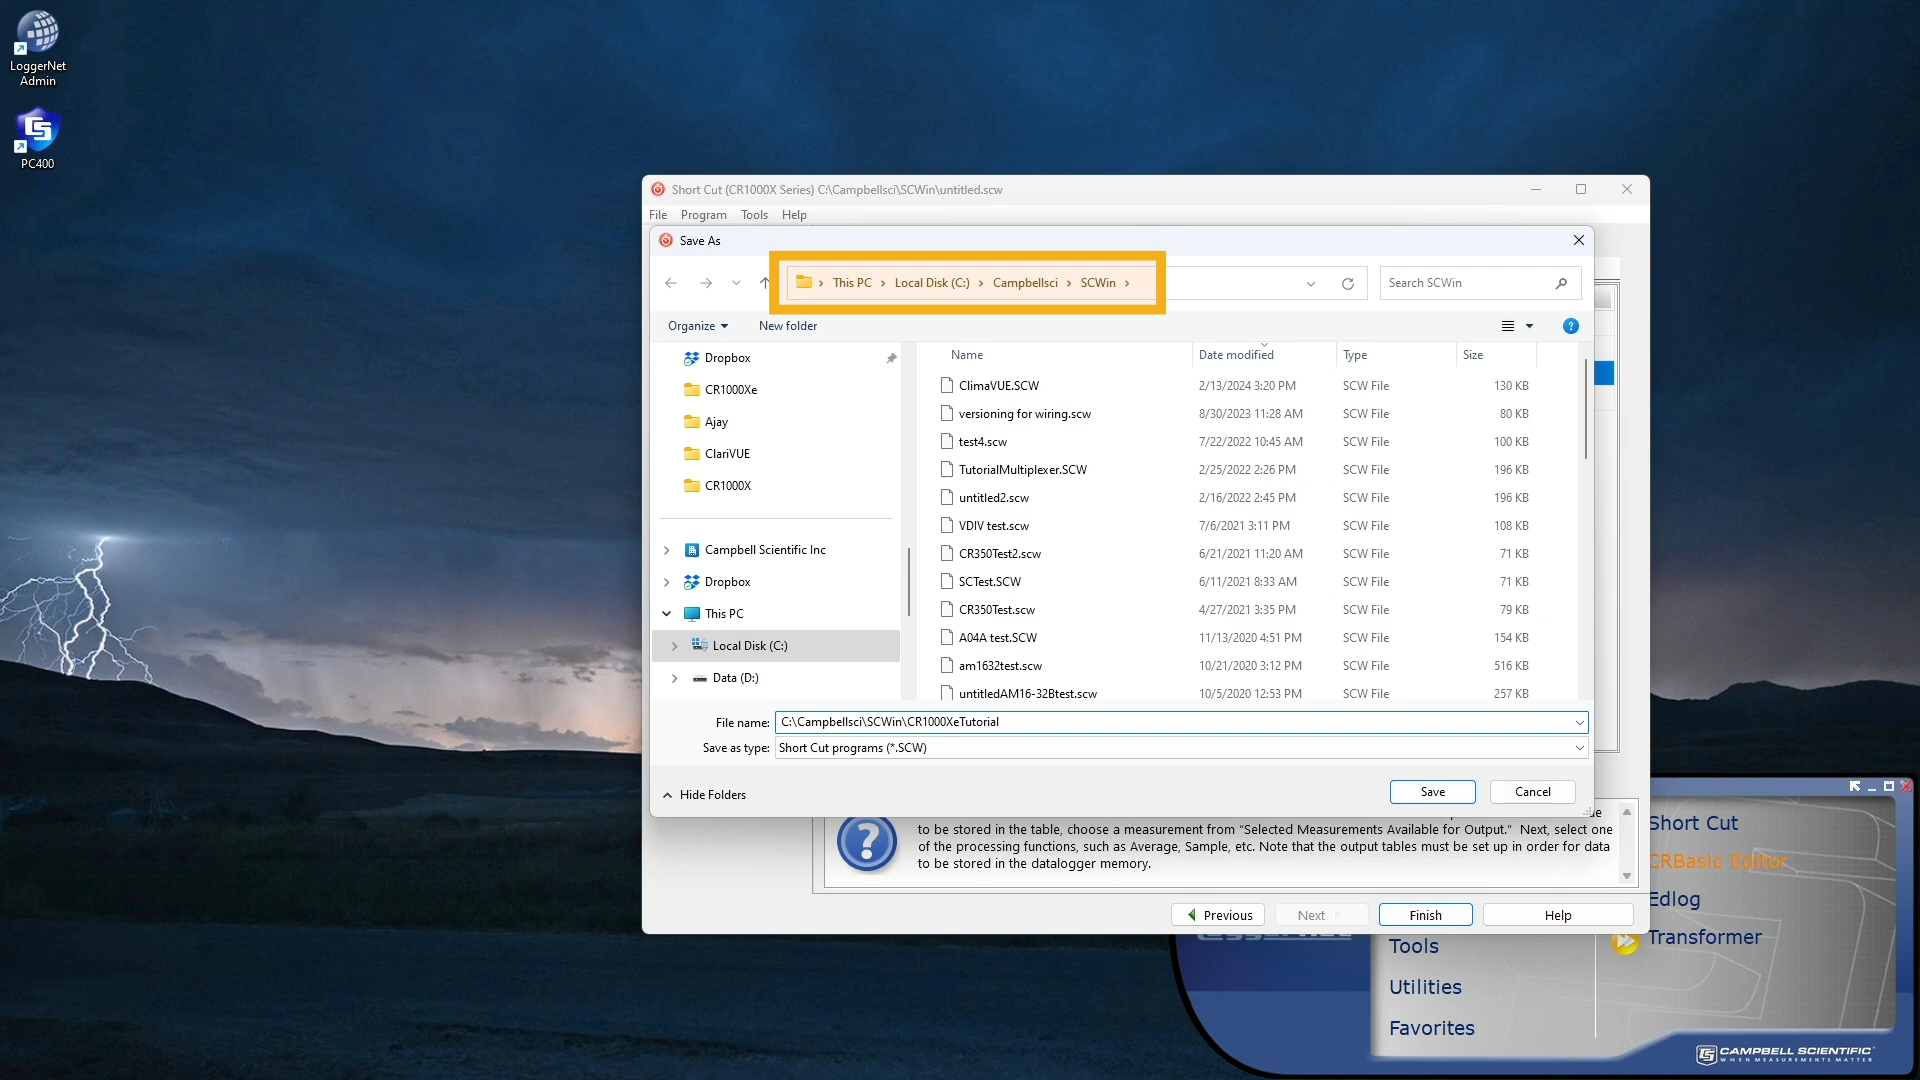 LoggerNet
Admin
PC400
Short Cut (CR1000X Series) C:\Campbellsci\SCWin\untitled.scw
File Program Tools Help
Save As
This PC > Local Disk (C:) > Campbellsci > SCWin >
Search SCWin
Organize New folder
Dropbox
CR1000Xe
Ajay
ClariVUE
CR1000X
Campbell Scientific Inc
Dropbox
This PC
Local Disk (C:)
Data (D:)
Name Date modified Type Size
ClimaVUE.SCW 2/13/2024 3:20 PM SCW File 130 KB
versioning for wiring.scw 8/30/2023 11:28 AM SCW File 80 KB
test4.scw 7/22/2022 10:45 AM SCW File 100 KB
TutorialMultiplexer.SCW 2/25/2022 2:26 PM SCW File 196 KB
untitled2.scw 2/16/2022 2:45 PM SCW File 196 KB
VDIV test.scw 7/6/2021 3:11 PM SCW File 108 KB
CR350Test2.scw 6/21/2021 11:20 AM SCW File 71 KB
SCTest.SCW 6/11/2021 8:33 AM SCW File 71 KB
CR350Test.scw 4/27/2021 3:35 PM SCW File 79 KB
A04A test.SCW 11/13/2020 4:51 PM SCW File 154 KB
am1632test.scw 10/21/2020 3:12 PM SCW File 516 KB
untitledAM16-32Btest.scw 10/5/2020 12:53 PM SCW File 257 KB
File name: C:\Campbellsci\SCWin\CR1000XeTutorial
Save as type: Short Cut programs (*.SCW)
Hide Folders
Save Cancel
to be stored in the table, choose a measurement from “Selected Measurements Available for Output.” Next, select one
of the processing functions, such as Average, Sample, etc. Note that the output tables must be set up in order for data
to be stored in the datalogger memory.
Previous Next Finish Help
Short Cut
CRBasic Editor
Edlog
Transformer
Tools
Utilities
Favorites
CAMPBELL SCIENTIFIC
WHEN MEASUREMENTS MATTER